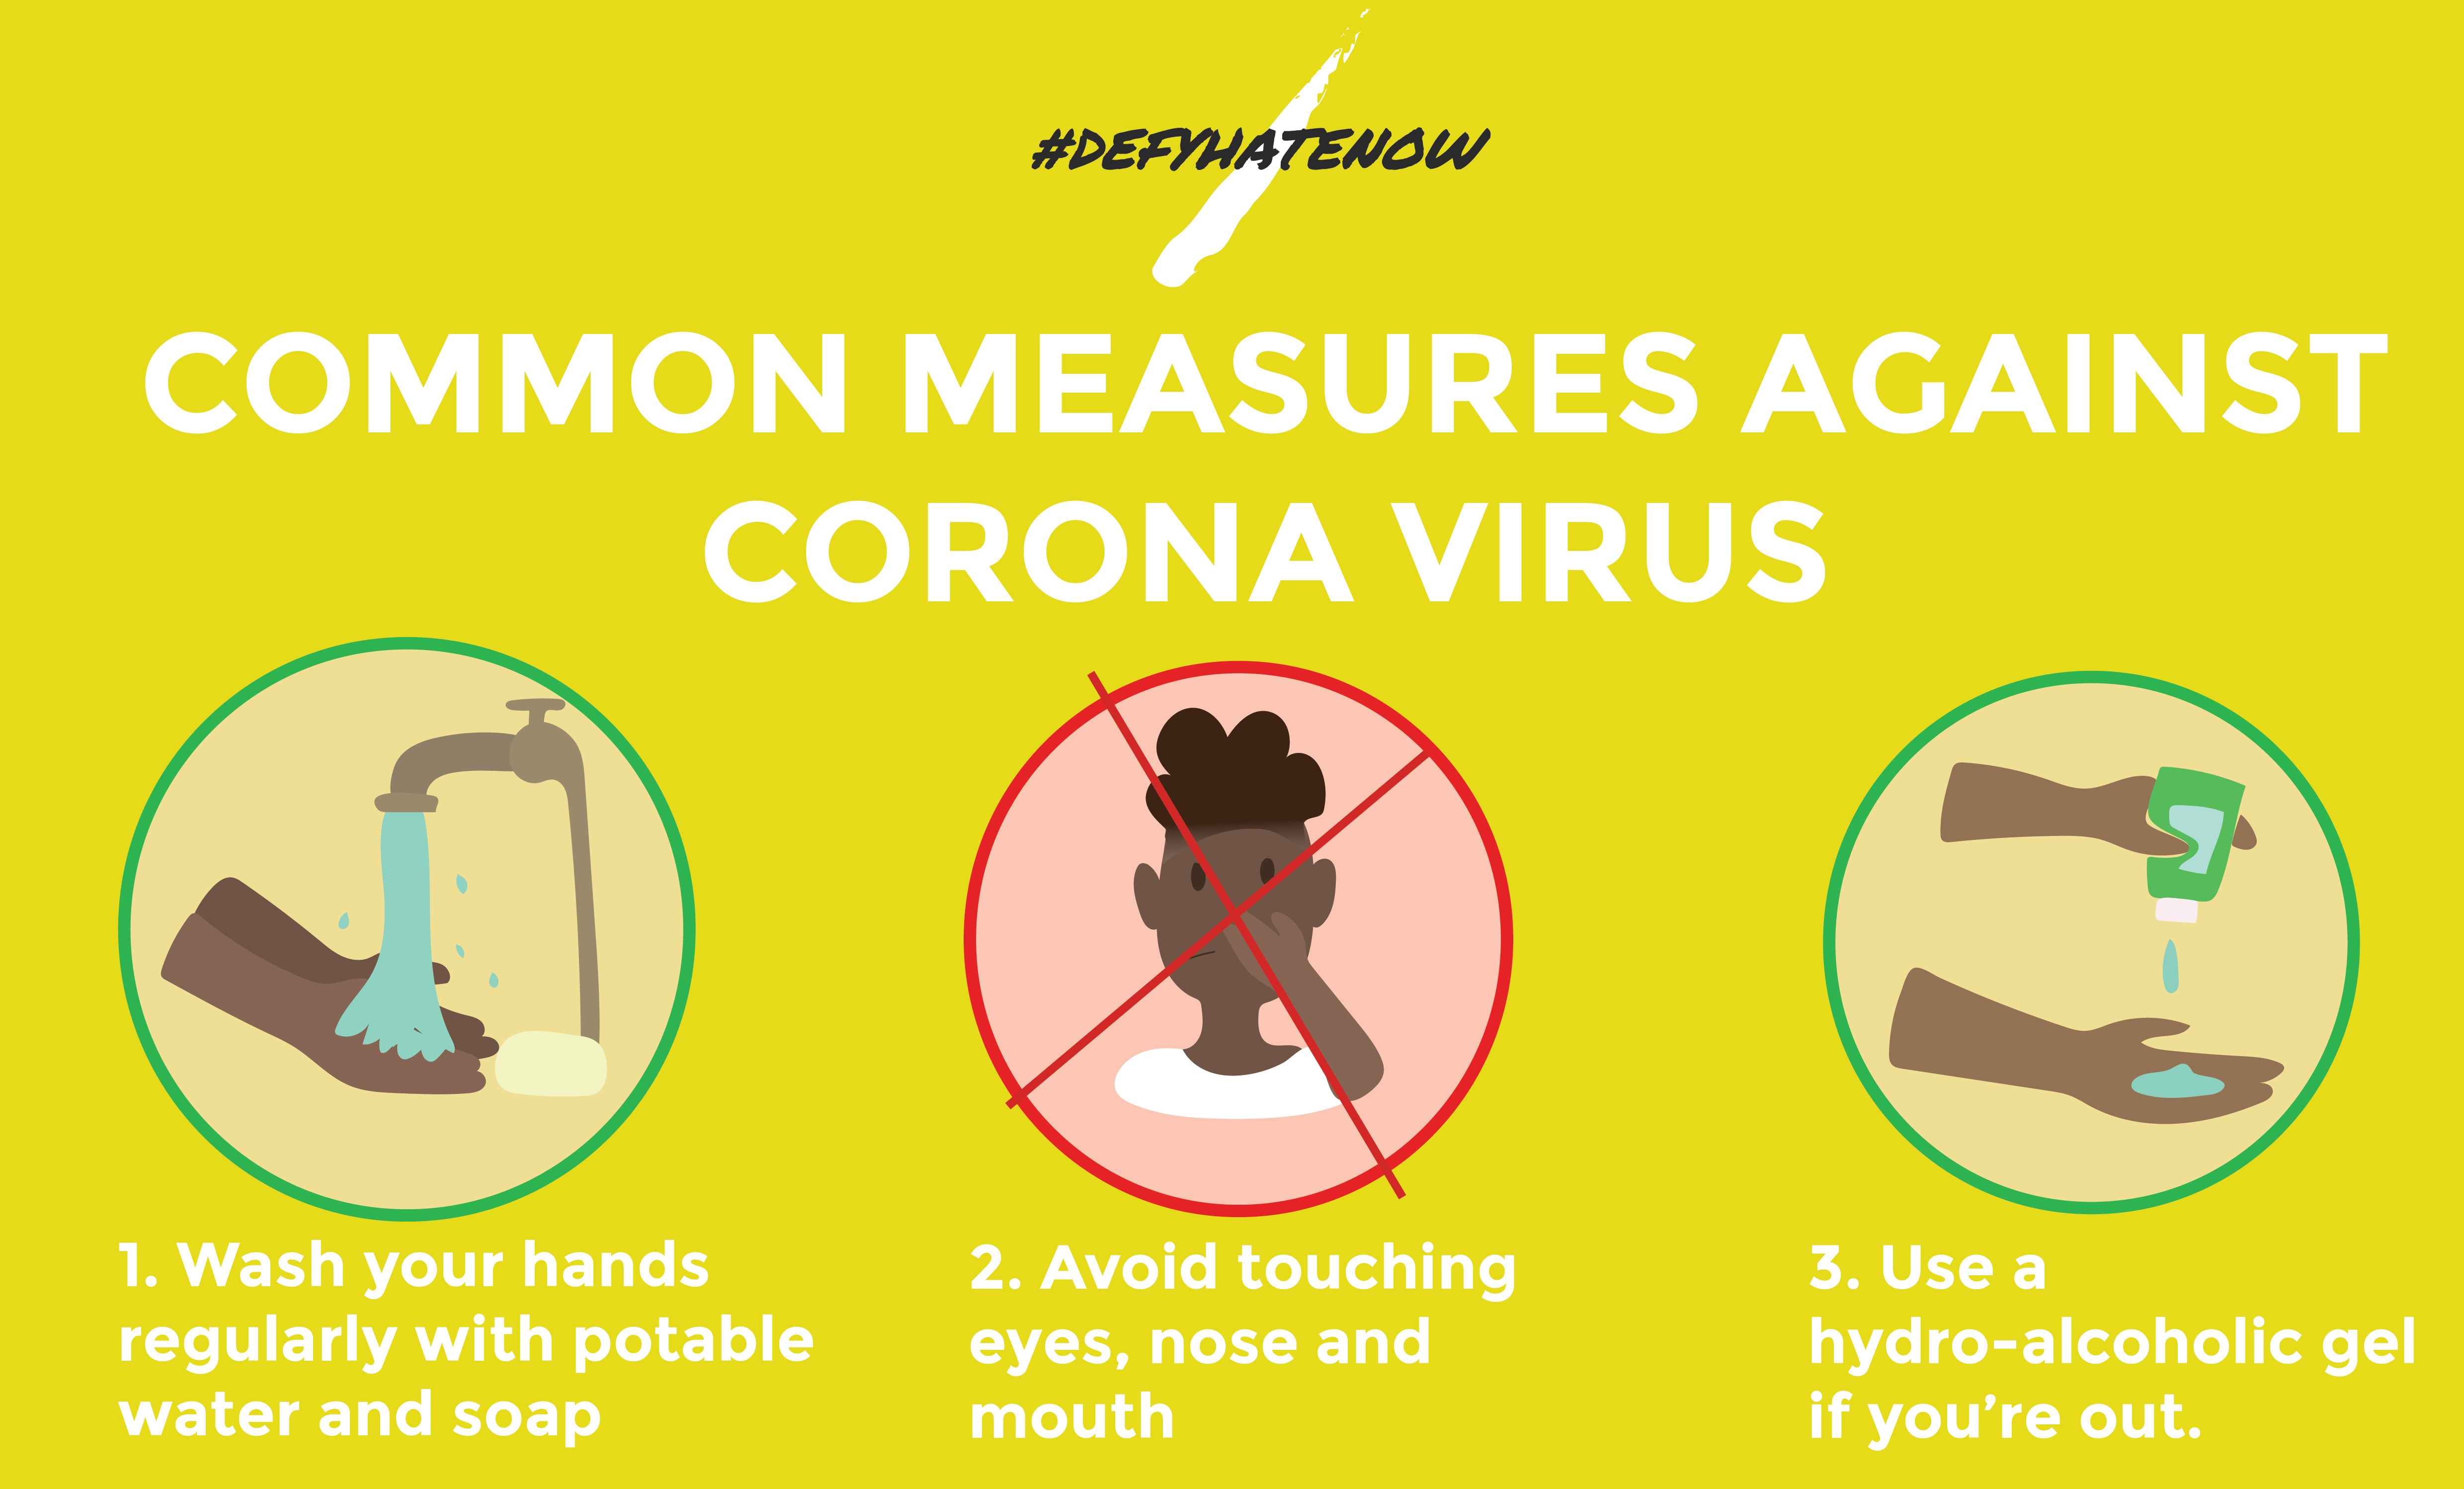 #DEFYHATENOW
COMMON MEASURES AGAINST
CORONA VIRUS
1. Wash your hands
regularly with potable
water and soap
2. Avoid touching
eyes, nose and
mouth
3. Use a
hydro-alcoholic gel
if you're out.